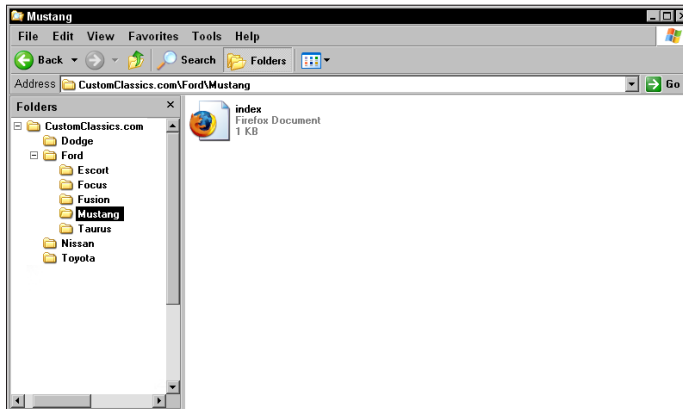 Mustang
File Edit View Favorites Tools Help
Back Search Folders
Address CustomClassics.com\Ford\Mustang Go
Folders
CustomClassics.com
Dodge
Ford
Escort
Focus
Fusion
Mustang
Taurus
Nissan
Toyota
index
Firefox Document
1 KB